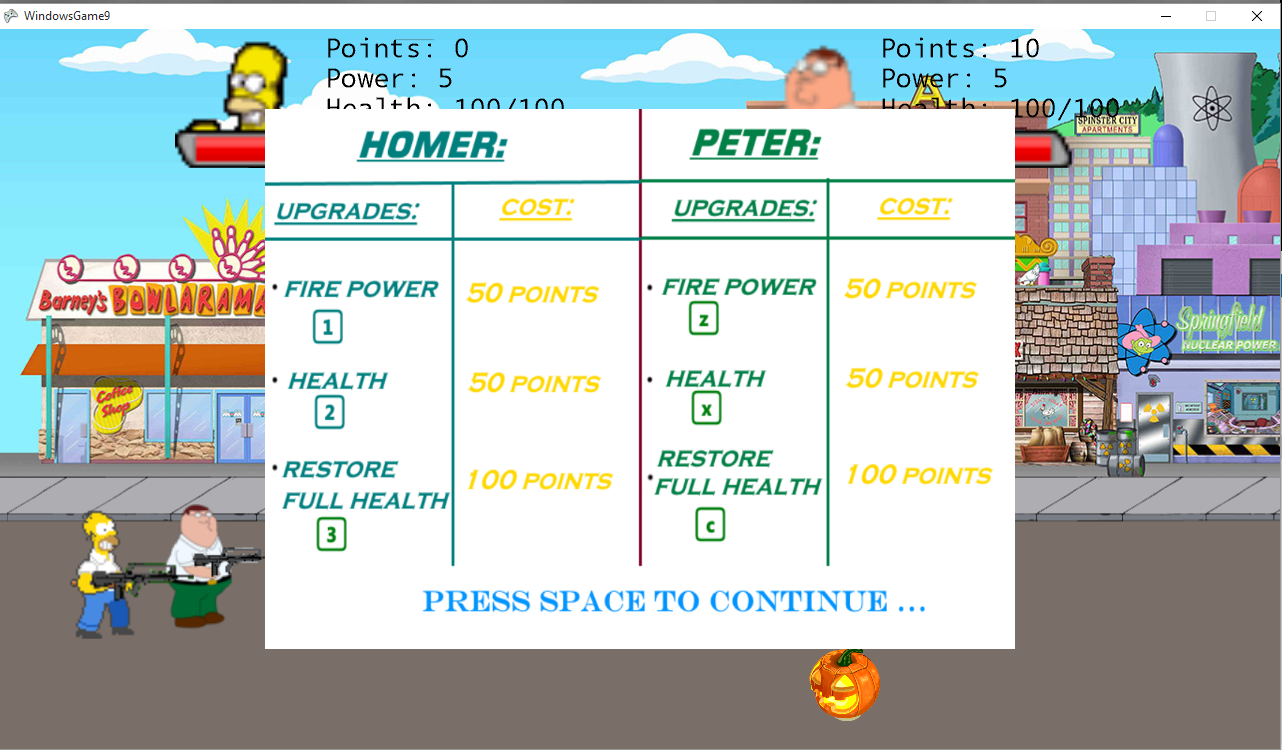 WindowsGame9
Points: 0
Power: 5
Health: 100/100
Points: 10
Power: 5
Health: 100/100
SPINSTER CITY
APARTMENTS
HOMER:
PETER:
UPGRADES:
COST:
UPGRADES:
COST:
• FIRE POWER
1
50 POINTS
• FIRE POWER
z
50 POINTS
• HEALTH
2
50 POINTS
• HEALTH
x
50 POINTS
• RESTORE
FULL HEALTH
3
100 POINTS
• RESTORE
FULL HEALTH
c
100 POINTS
PRESS SPACE TO CONTINUE ...
Barney's BOWLARAMA
Coffee
Shop
Springfield
NUCLEAR POWER